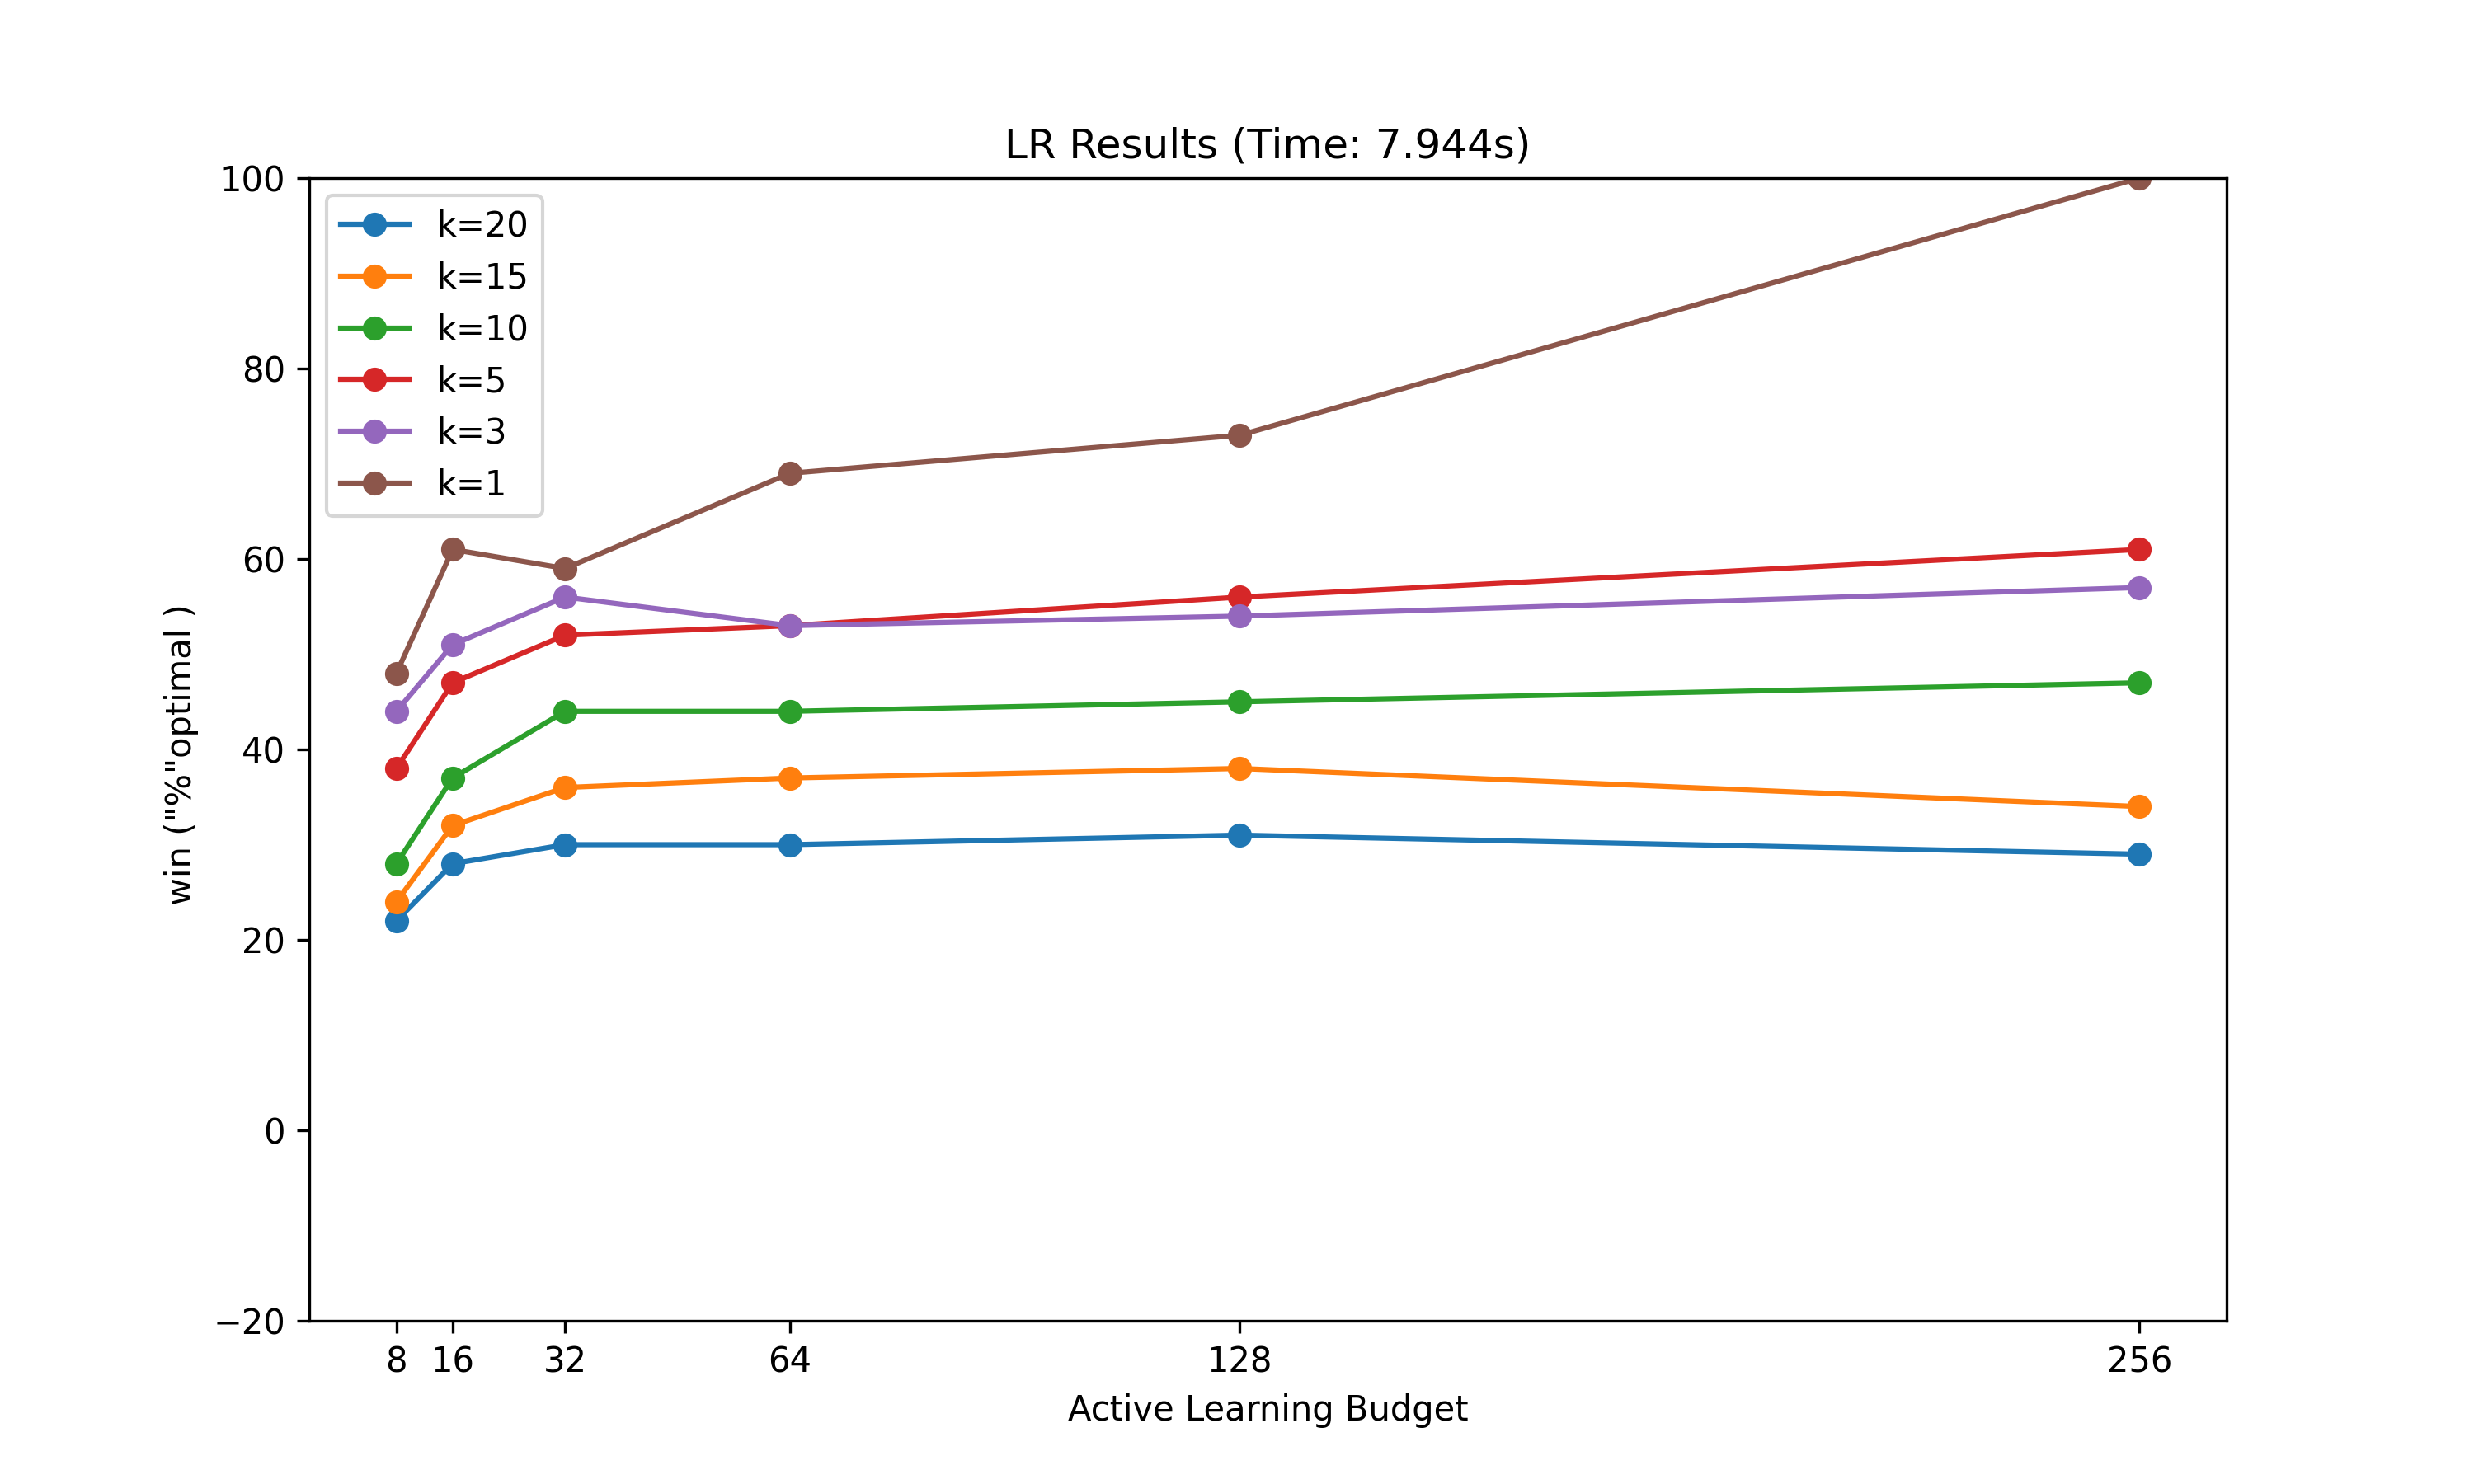 LR Results (Time: 7.944s)
100
80
60
40
20
0
−20
win ("%"optimal )
k=20
k=15
k=10
k=5
k=3
k=1
8 16 32 64 128 256
Active Learning Budget